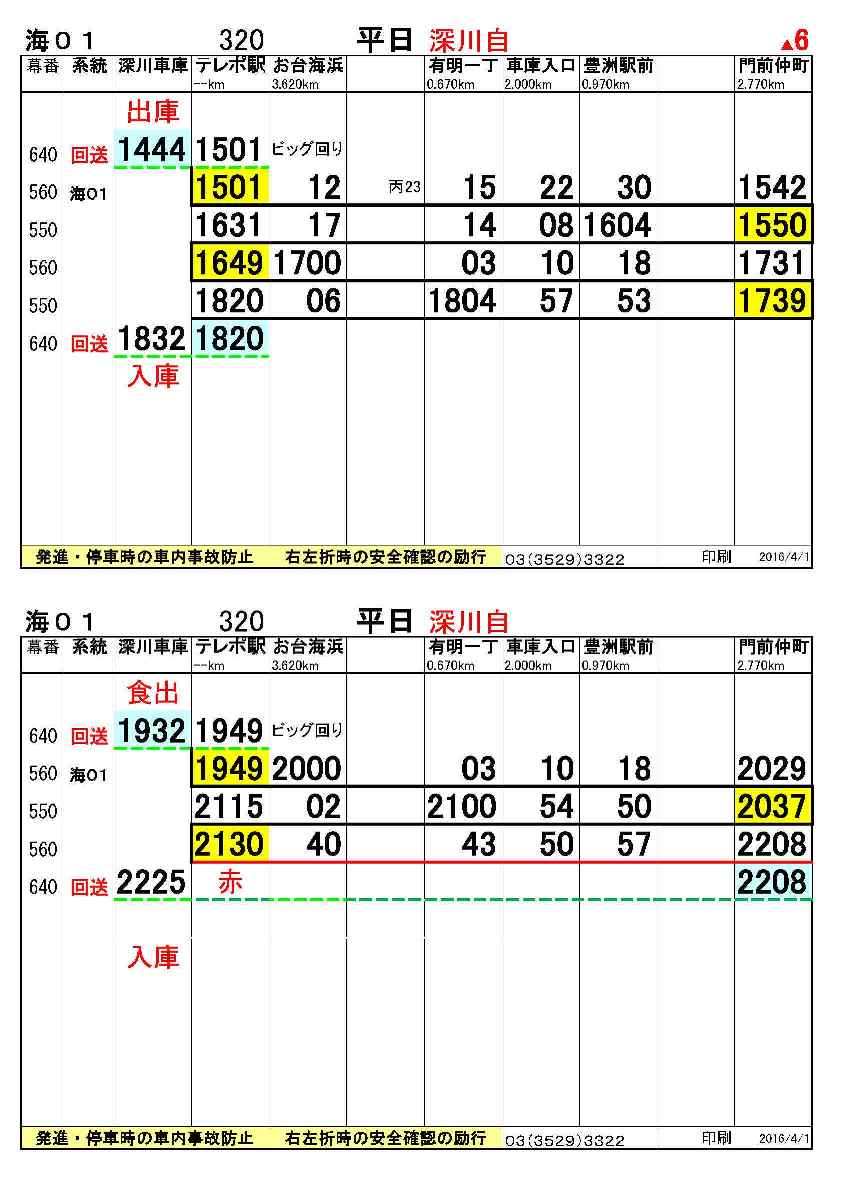 海０１ 320 平日 深川自 ▲6
幕番 系統 深川車庫 テレポ駅 お台海浜 有明一丁 車庫入口 豊洲駅前 門前仲町
--km 3.620km 0.670km 2.000km 0.970km 2.770km
出庫
640 回送 1444 1501 ビッグ回り
560 海01 1501 12 丙23 15 22 30 1542
550 1631 17 14 08 1604 1550
560 1649 1700 03 10 18 1731
550 1820 06 1804 57 53 1739
640 回送 1832 1820
入庫
発進・停車時の車内事故防止 右左折時の安全確認の励行 03(3529)3322 印刷 2016/4/1
海０１ 320 平日 深川自
幕番 系統 深川車庫 テレポ駅 お台海浜 有明一丁 車庫入口 豊洲駅前 門前仲町
--km 3.620km 0.670km 2.000km 0.970km 2.770km
食出
640 回送 1932 1949 ビッグ回り
560 海01 1949 2000 03 10 18 2029
550 2115 02 2100 54 50 2037
560 2130 40 43 50 57 2208
640 回送 2225 赤 2208
入庫
発進・停車時の車内事故防止 右左折時の安全確認の励行 03(3529)3322 印刷 2016/4/1